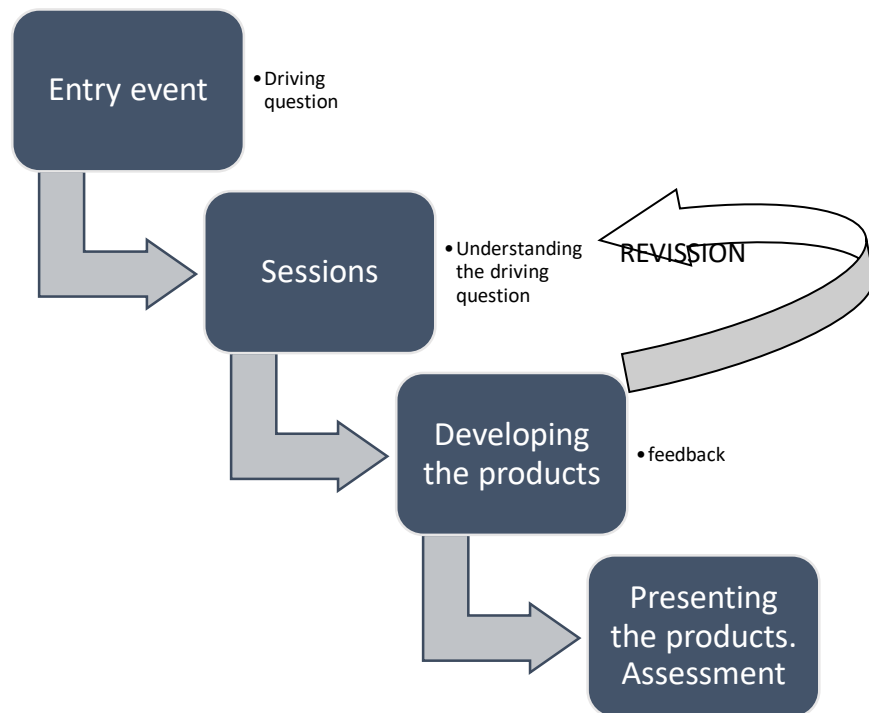 Entry event
•Driving
question
Sessions
•Understanding
the driving
question
REVISSION
Developing
the products
•feedback
Presenting
the products.
Assessment